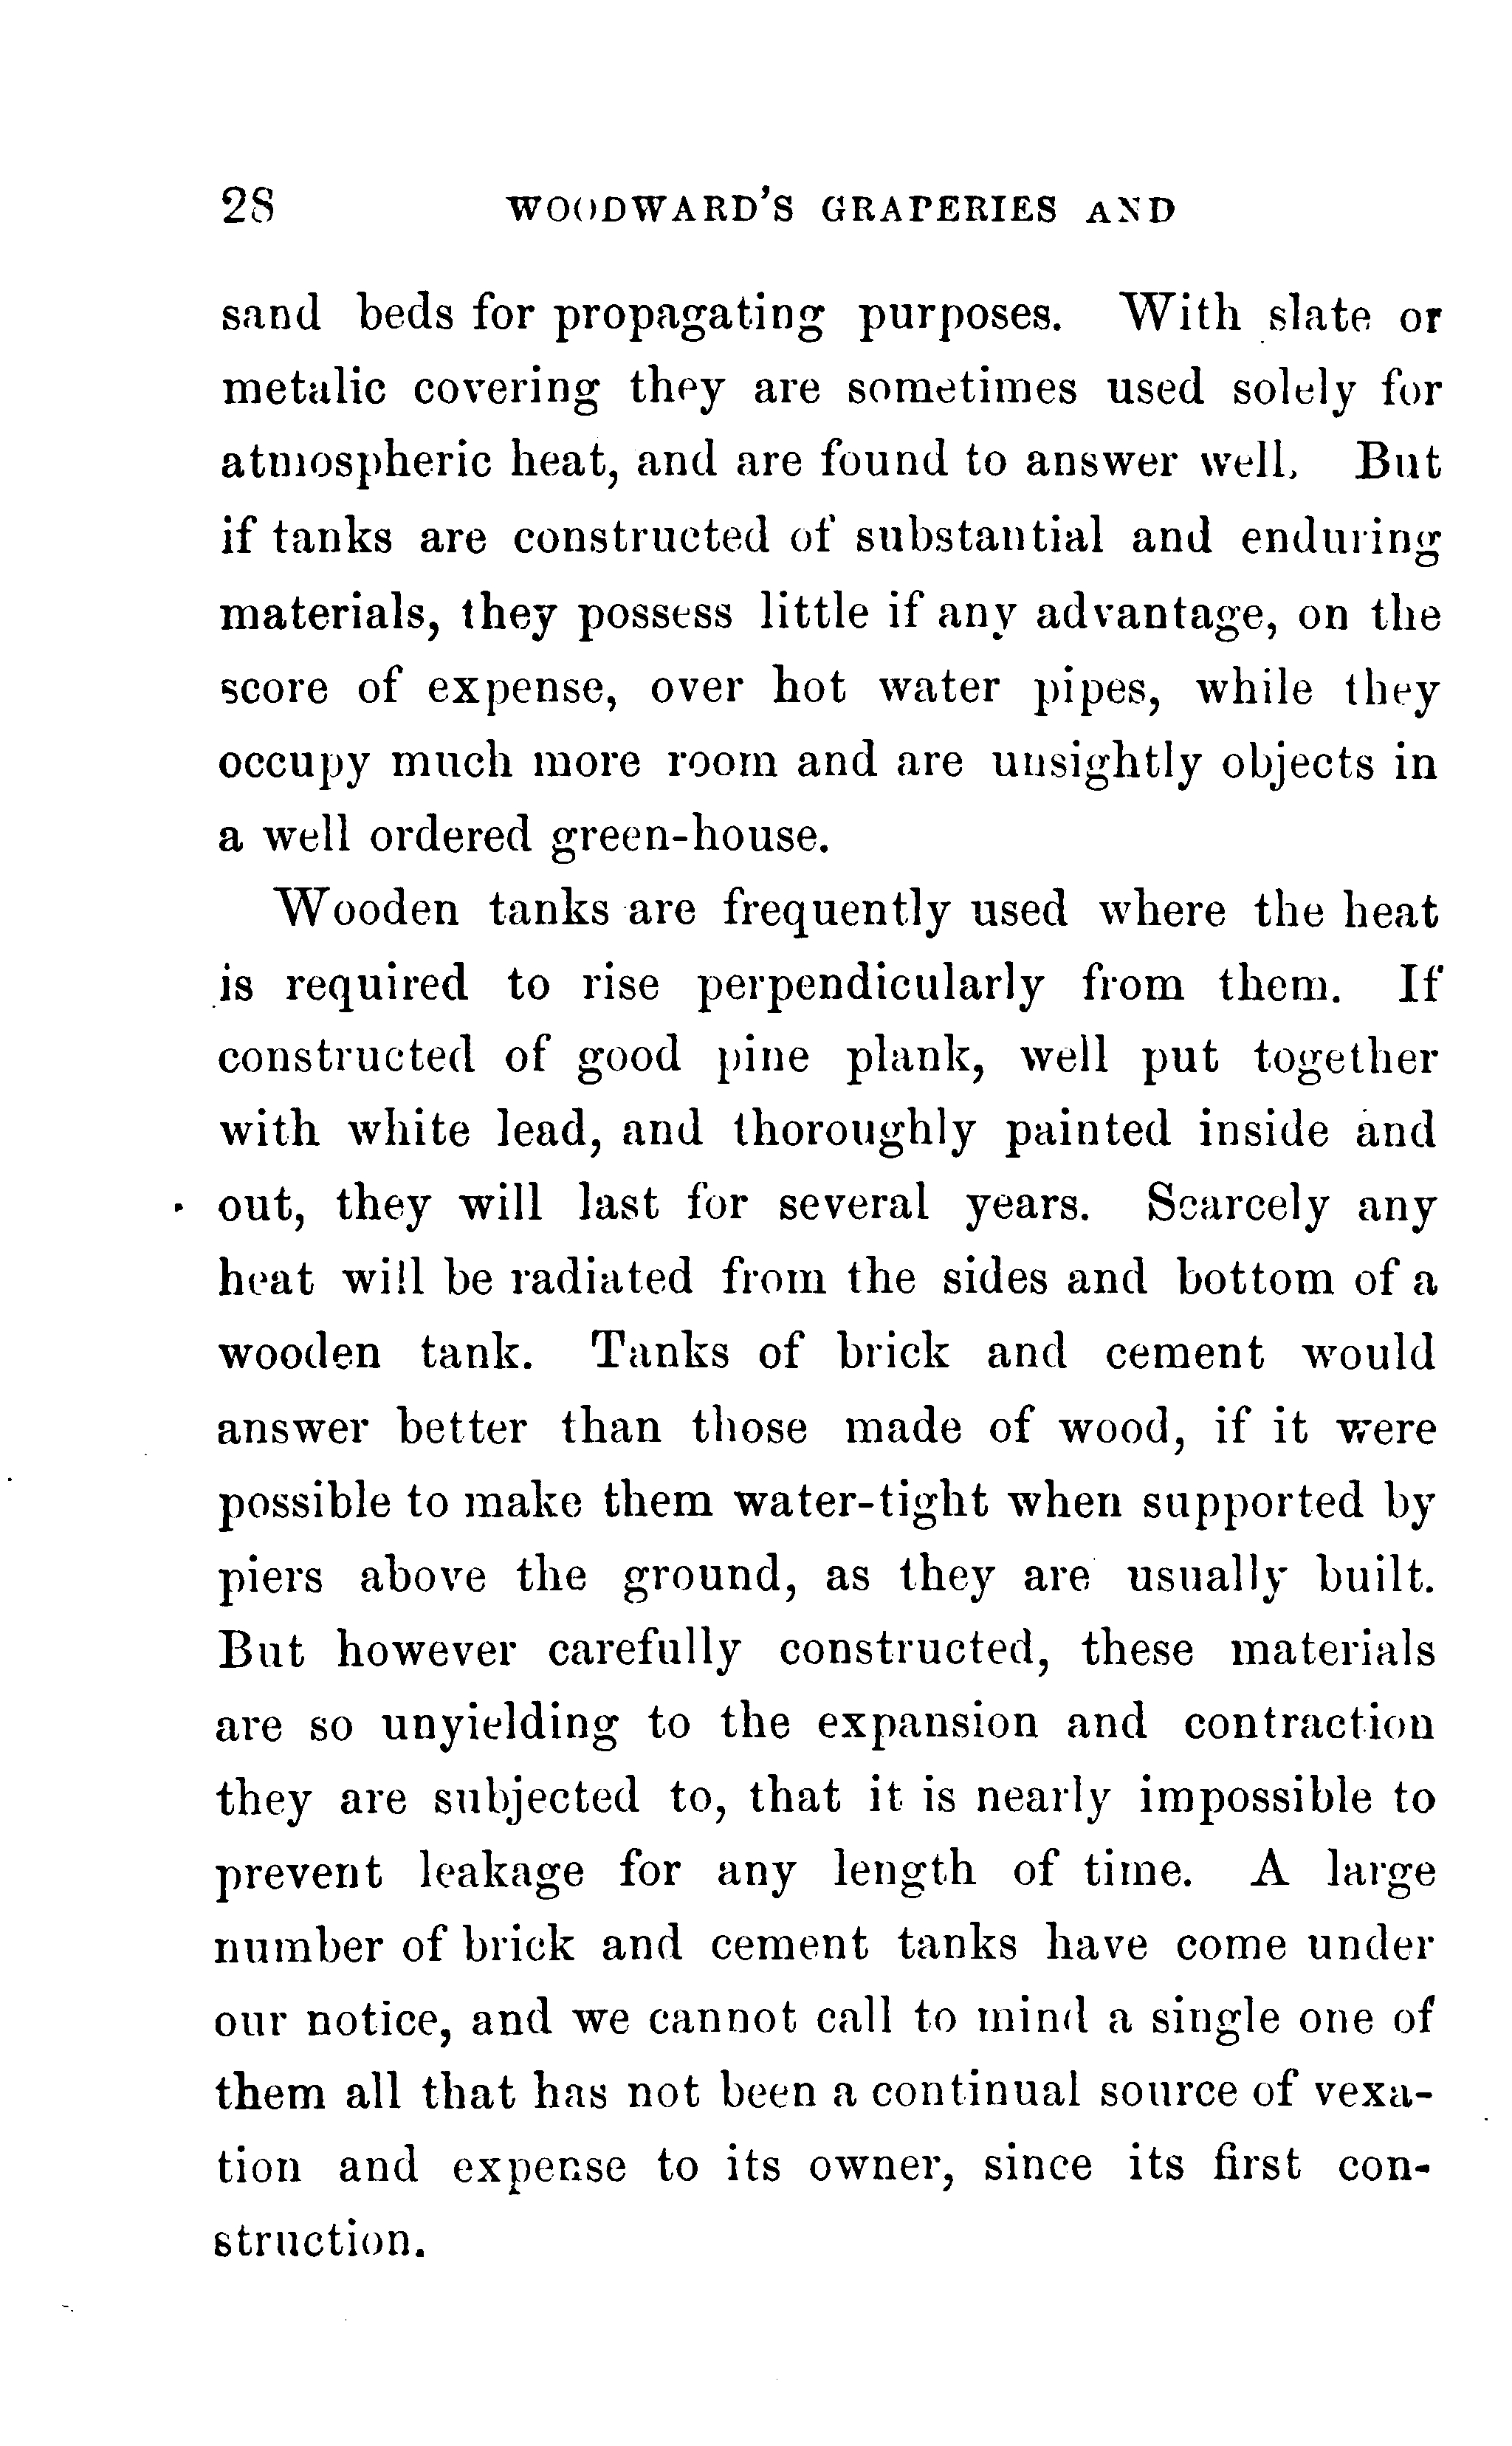 28 WOODWARD'S GRAPERIES AND
sand beds for propagating purposes. With slate or
metalic covering they are sometimes used solely for
atmospheric heat, and are found to answer well. But
if tanks are constructed of substantial and enduring
materials, they possess little if any advantage, on the
score of expense, over hot water pipes, while they
occupy much more room and are unsightly objects in
a well ordered green-house.
Wooden tanks are frequently used where the heat
is required to rise perpendicularly from them. If
constructed of good pine plank, well put together
with white lead, and thoroughly painted inside and
out, they will last for several years. Scarcely any
heat will be radiated from the sides and bottom of a
wooden tank. Tanks of brick and cement would
answer better than those made of wood, if it were
possible to make them water-tight when supported by
piers above the ground, as they are usually built.
But however carefully constructed, these materials
are so unyielding to the expansion and contraction
they are subjected to, that it is nearly impossible to
prevent leakage for any length of time. A large
number of brick and cement tanks have come under
our notice, and we cannot call to mind a single one of
them all that has not been a continual source of vexa-
tion and expense to its owner, since its first con-
struction.